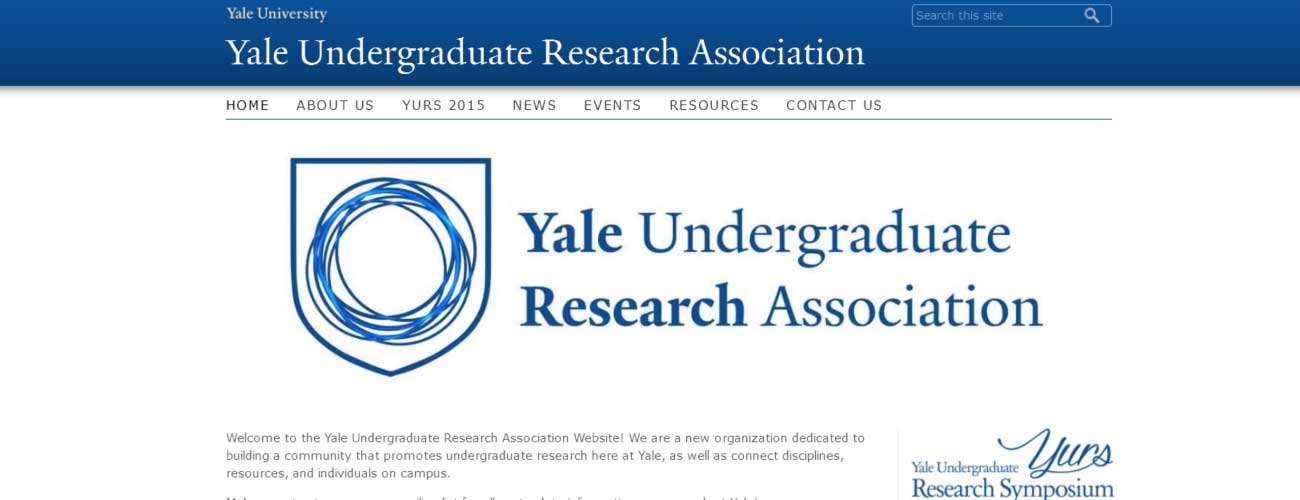 Yale University
Search this site
Yale Undergraduate Research Association
HOME ABOUT US YURS 2015 NEWS EVENTS RESOURCES CONTACT US
Yale Undergraduate
Research Association
Welcome to the Yale Undergraduate Research Association Website! We are a new organization dedicated to
building a community that promotes undergraduate research here at Yale, as well as connect disciplines,
resources, and individuals on campus.
Yurs
Yale Undergraduate
Research Symposium